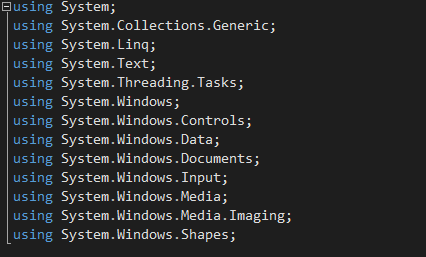 using System;
using System.Collections.Generic;
using System.Linq;
using System.Text;
using System.Threading.Tasks;
using System.Windows;
using System.Windows.Controls;
using System.Windows.Data;
using System.Windows.Documents;
using System.Windows.Input;
using System.Windows.Media;
using System.Windows.Media.Imaging;
using System.Windows.Shapes;